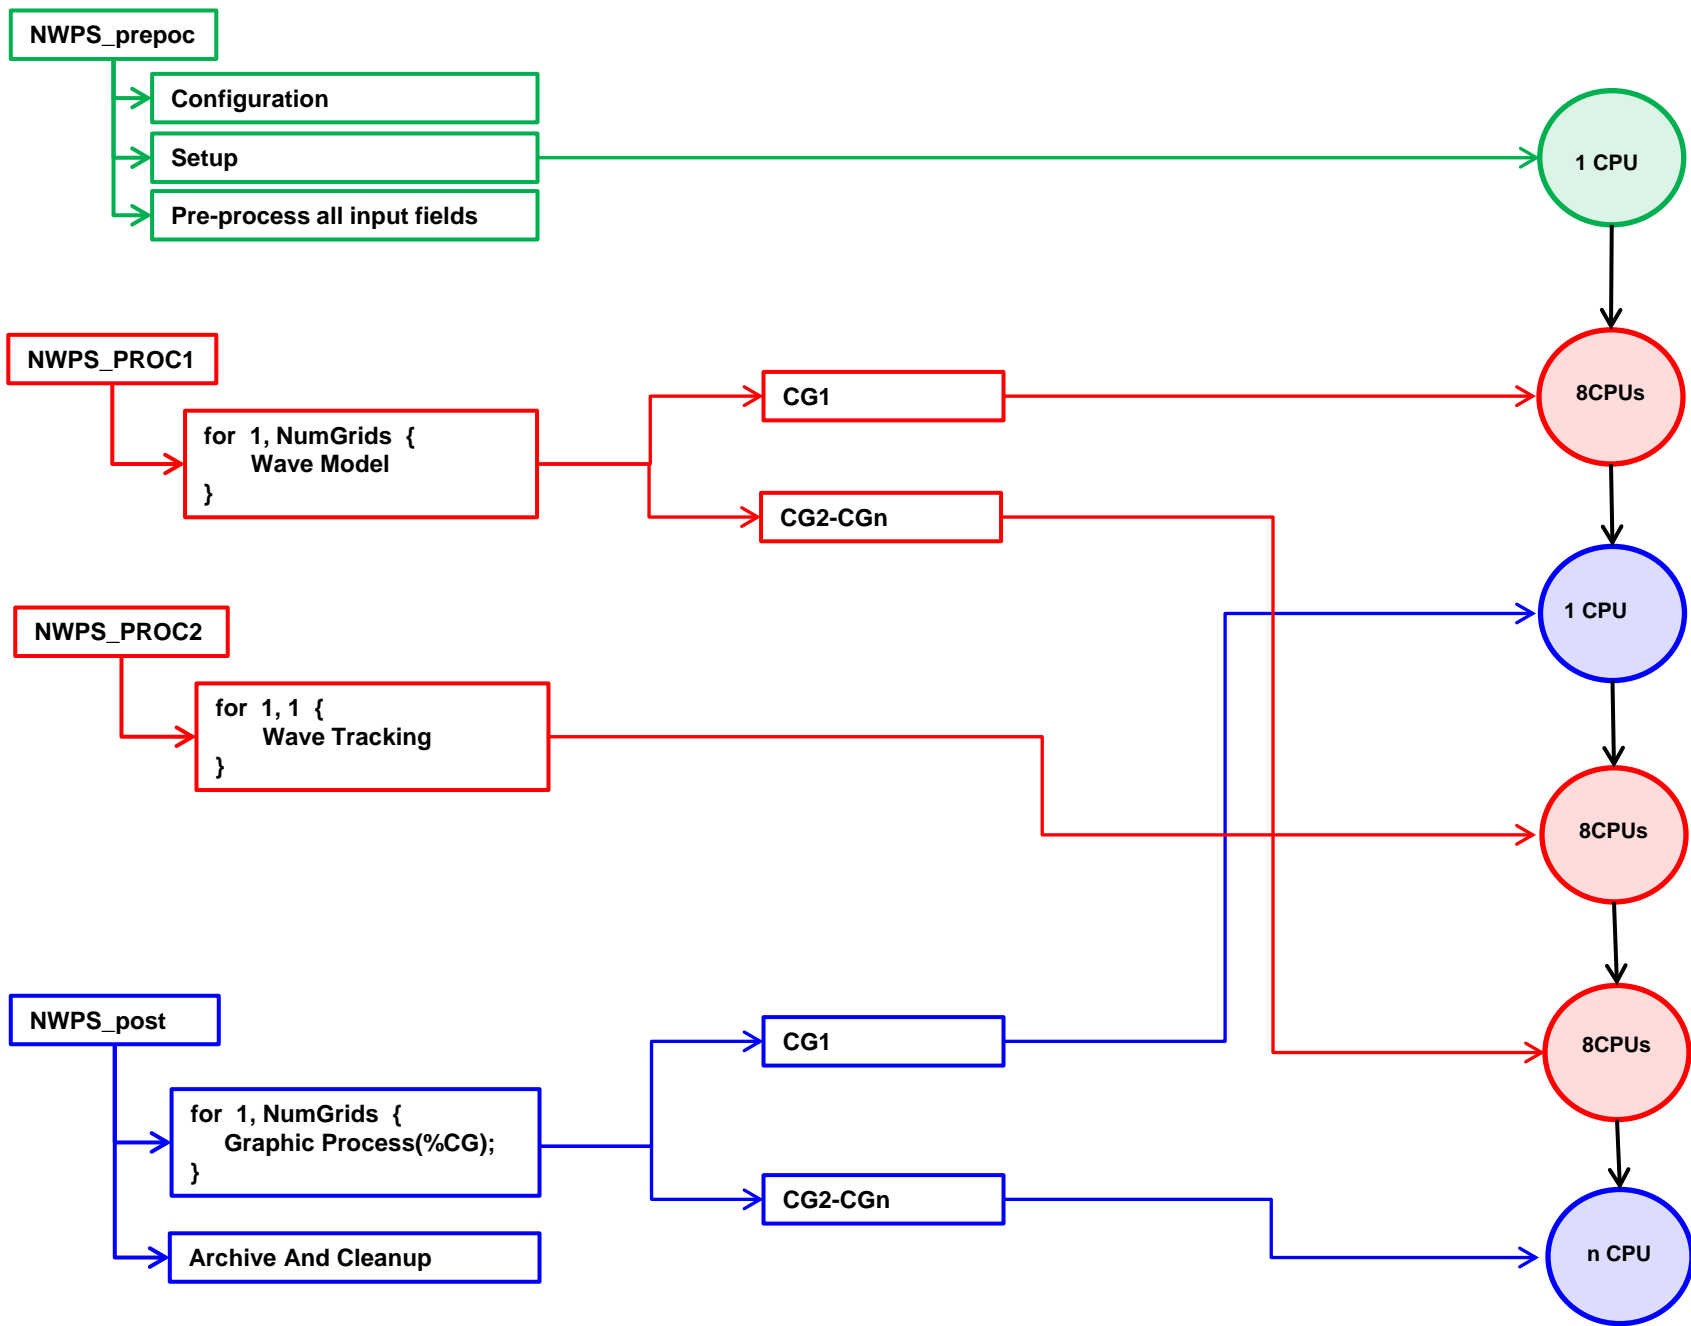 NWPS_prepoc
Configuration
Setup
Pre-process all input fields
1 CPU
NWPS_PROC1
for 1, NumGrids {
Wave Model
}
CG1
CG2-CGn
8CPUs
1 CPU
NWPS_PROC2
for 1, 1 {
Wave Tracking
}
8CPUs
8CPUs
NWPS_post
for 1, NumGrids {
Graphic Process(%CG);
}
CG1
CG2-CGn
Archive And Cleanup
n CPU